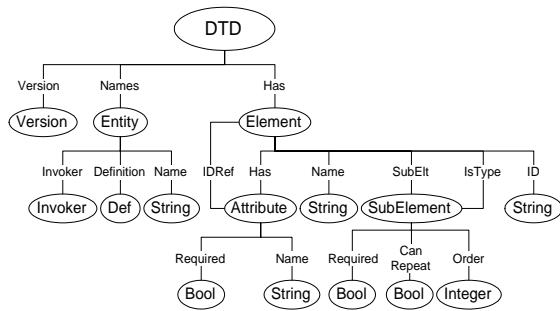 DTD
Version Names Has
Version Entity Element
Invoker Definition Name IDRef Has Name SubElt IsType ID
Invoker Def String Attribute String SubElement String
Required Name Required Can Repeat Order
Bool String Bool Bool Integer